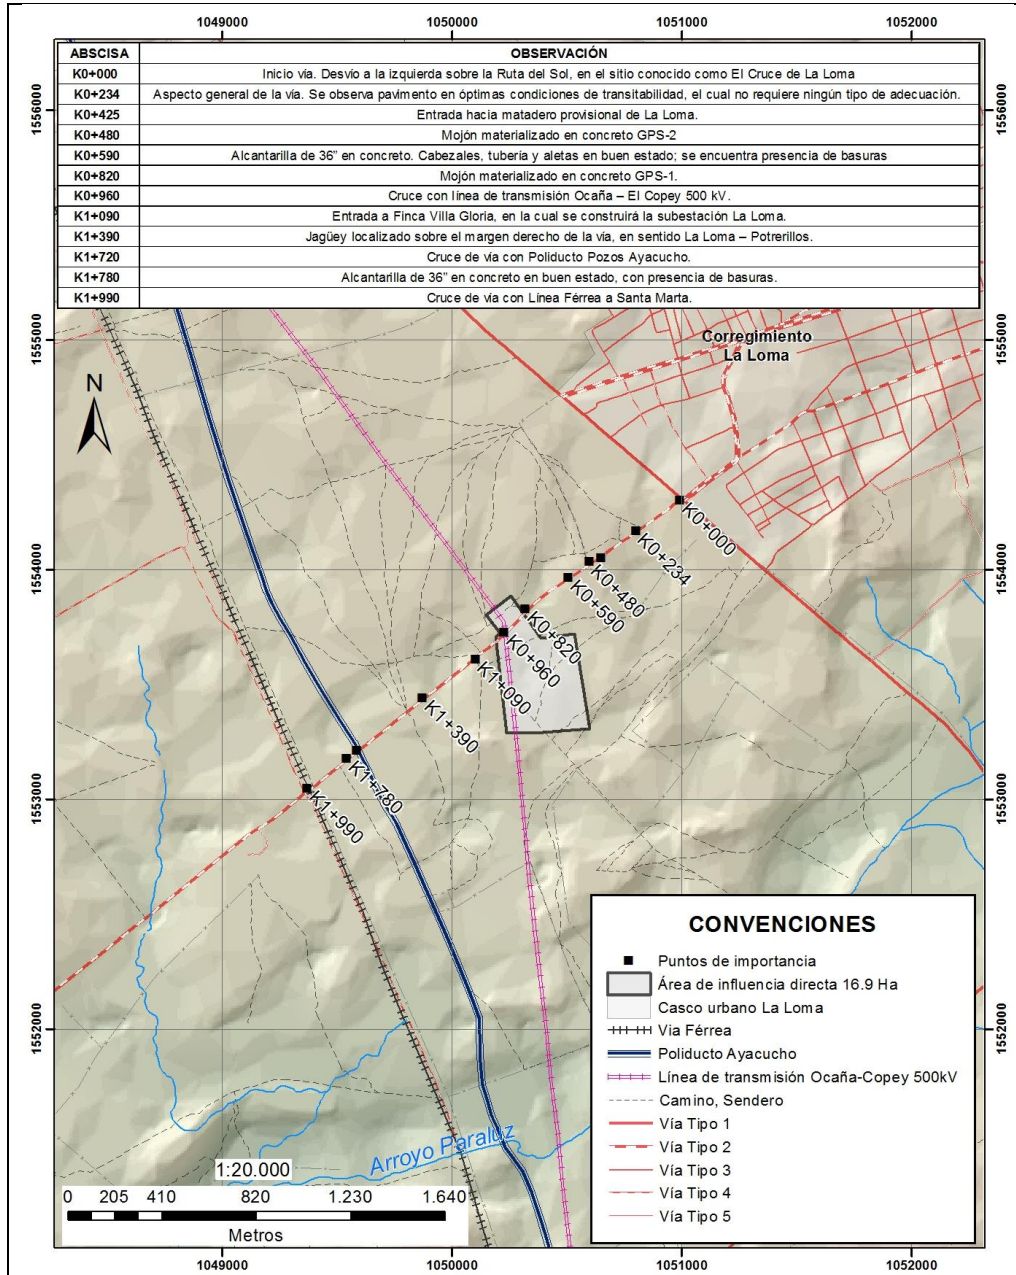 1049000 1050000 1051000 1052000
ABSCISA OBSERVACIÓN
K0+000 Inicio vía. Desvío a la izquierda sobre la Ruta del Sol, en el sitio conocido como El Cruce de La Loma
K0+234 Aspecto general de la vía. Se observa pavimento en óptimas condiciones de transitabilidad, el cual no requiere ningún tipo de adecuación.
K0+425 Entrada hacia matadero provisional de La Loma.
K0+480 Mojón materializado en concreto GPS-2
K0+590 Alcantarilla de 36” en concreto. Cabezales, tubería y aletas en buen estado; se encuentra presencia de basuras
K0+820 Mojón materializado en concreto GPS-1.
K0+960 Cruce con línea de transmisión Ocaña – El Copey 500 kV.
K1+090 Entrada a Finca Villa Gloria, en la cual se construirá la subestación La Loma.
K1+390 Jagüey localizado sobre el margen derecho de la vía, en sentido La Loma – Potrerillos.
K1+720 Cruce de vía con Poliducto Pozos Ayacucho.
K1+780 Alcantarilla de 36” en concreto en buen estado, con presencia de basuras.
K1+990 Cruce de vía con Línea Férrea a Santa Marta.
1556000
1556000
1555000
1555000
1554000
1554000
1553000
1553000
1552000
1552000
Corregimiento
La Loma
N
K0+000
K0+234
K0+480
K0+590
K0+820
K0+960
K1+090
K1+390
K1+780
K1+990
Arroyo Paraluz
1:20.000
0 205 410 820 1.230 1.640
Metros
CONVENCIONES
Puntos de importancia
Área de influencia directa 16.9 Ha
Casco urbano La Loma
Via Férrea
Poliducto Ayacucho
Línea de transmisión Ocaña-Copey 500kV
Camino, Sendero
Vía Tipo 1
Vía Tipo 2
Vía Tipo 3
Vía Tipo 4
Vía Tipo 5
1049000 1050000 1051000 1052000